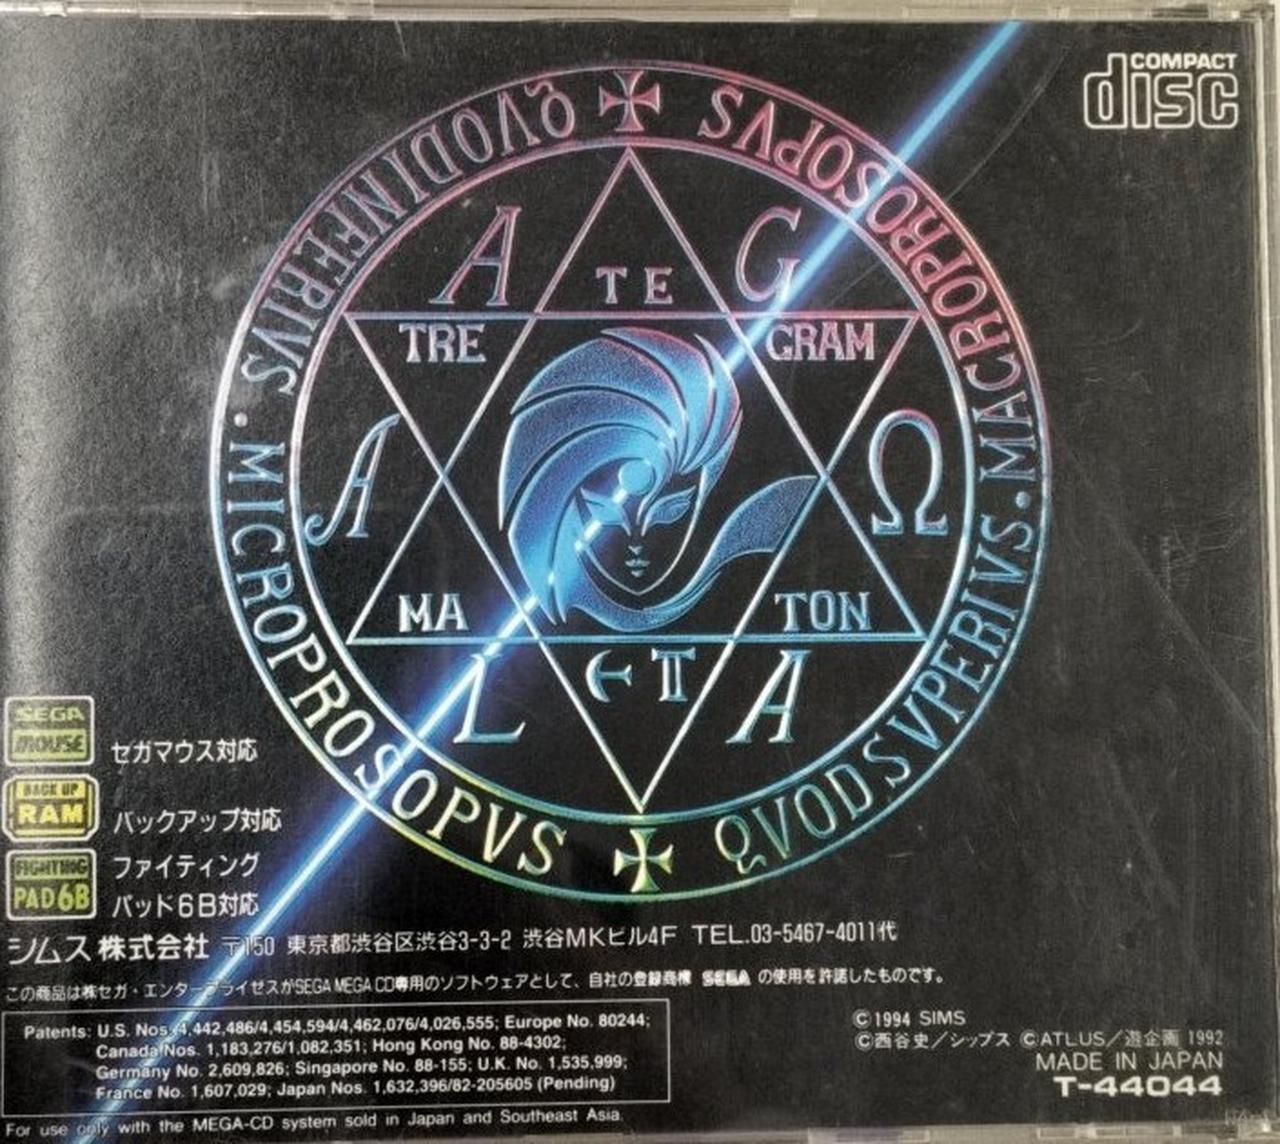 COMPACT
disc
QVODINFERIVS . MICROPROSOPVS
QVODSVPERIVS . MACROPROSOPVS
A
TE
G
TRE
GRAM
A
Ω
MA
TON
L
ET
A
SEGA
MOUSE
セガマウス対応
BACK UP
RAM
バックアップ対応
FIGHTING
PAD 6B
ファイティング
パッド6B対応
シムス株式会社 〒150 東京都渋谷区渋谷3-3-2 渋谷MKビル4F TEL.03-5467-4011代
この商品は㈱セガ・エンタープライゼスがSEGA MEGA CD専用のソフトウェアとして、自社の登録商標 SEGA の使用を許諾したものです。
Patents: U.S. Nos. 4,442,486/4,454,594/4,462,076/4,026,555; Europe No. 80244;
Canada Nos. 1,183,276/1,082,351; Hong Kong No. 88-4302;
Germany No. 2,609,826; Singapore No. 88-155; U.K. No. 1,535,999;
France No. 1,607,029; Japan Nos. 1,632,396/82-205605 (Pending)
For use only with the MEGA-CD system sold in Japan and Southeast Asia.
©1994 SIMS
©西谷史／シップス ©ATLUS／遊企画 1992
MADE IN JAPAN
T-44044